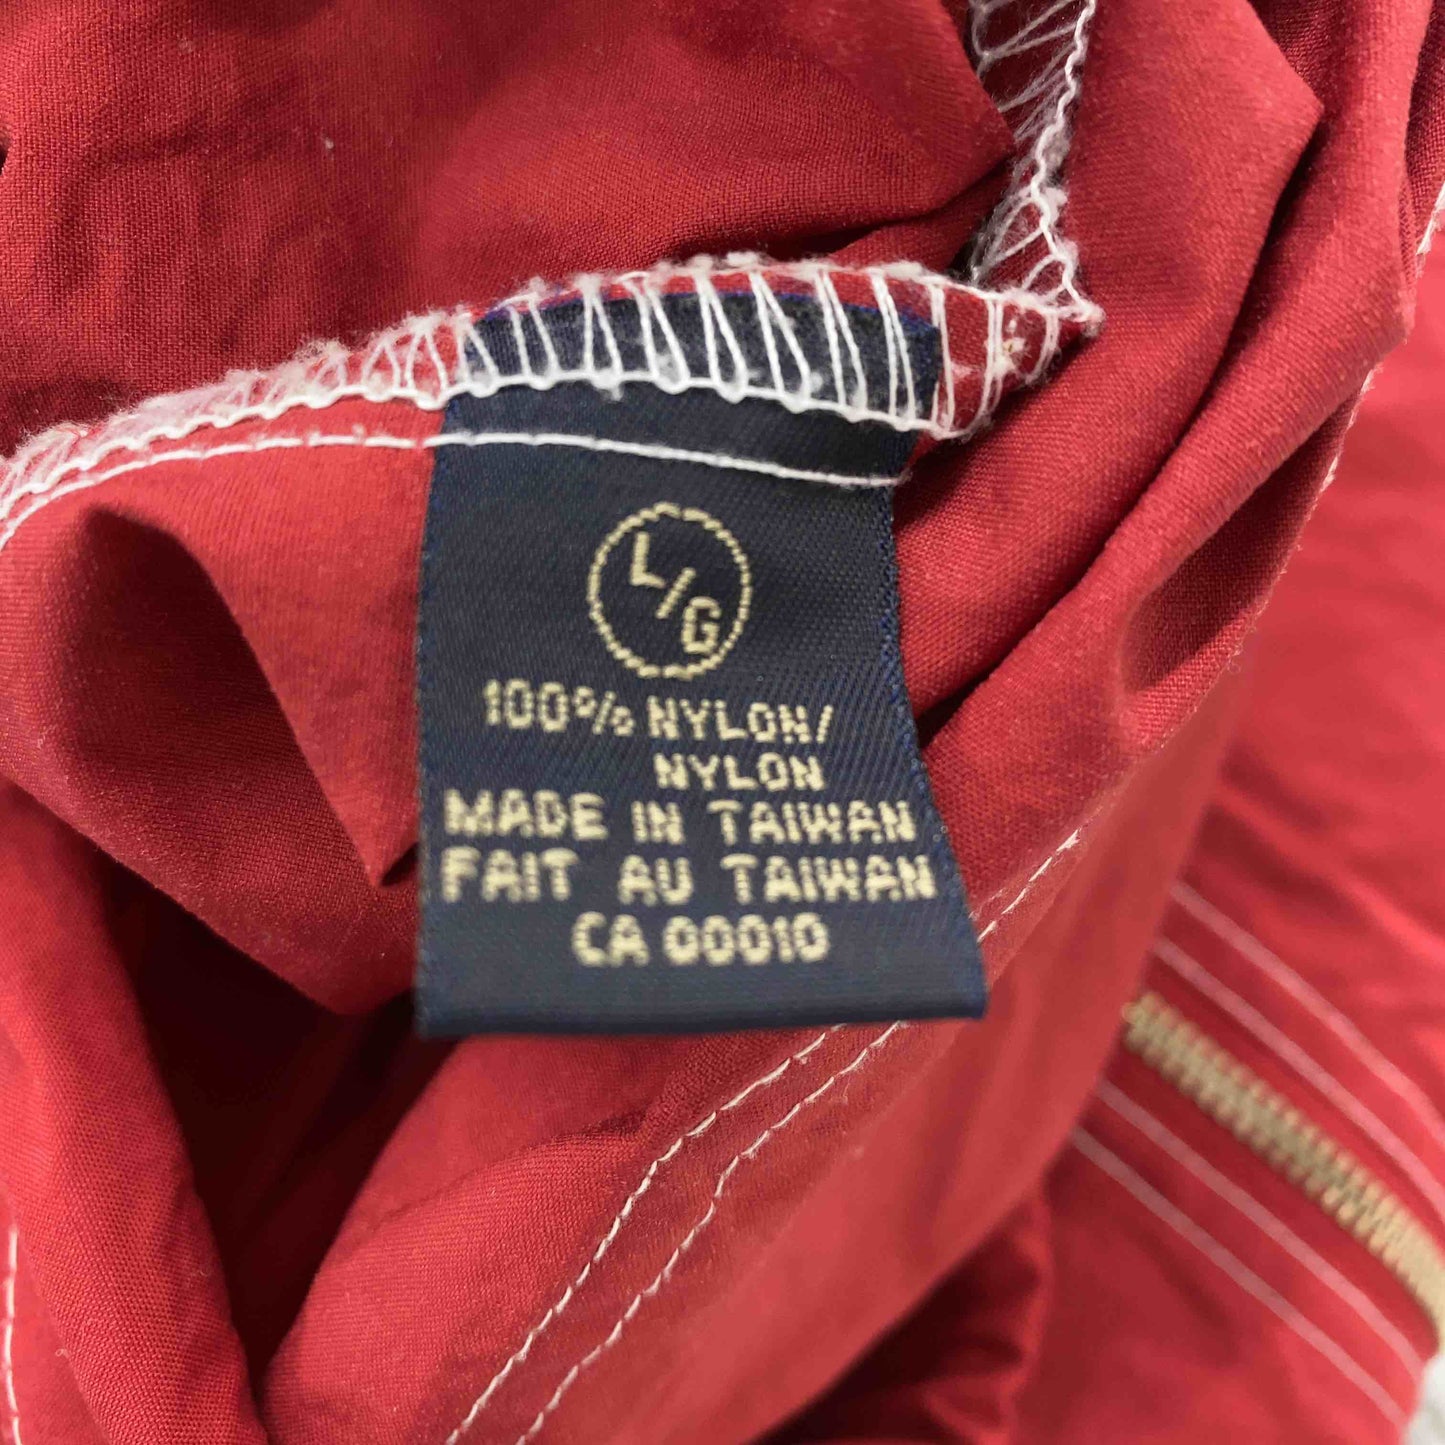 L/G
100% NYLON/
NYLON
MADE IN TAIWAN
FAIT AU TAIWAN
CA 00010